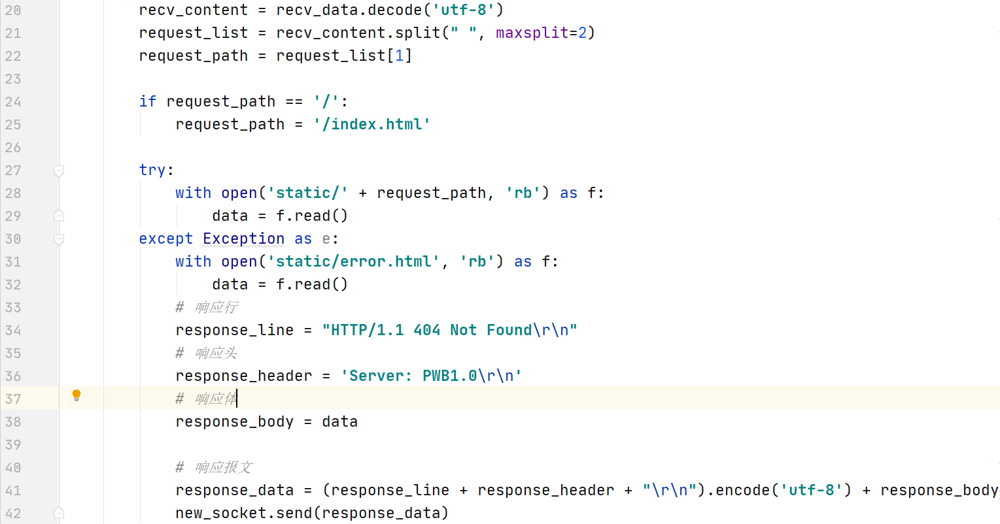 20 recv_content = recv_data.decode('utf-8')
21 request_list = recv_content.split(" ", maxsplit=2)
22 request_path = request_list[1]
23
24 if request_path == '/':
25 request_path = '/index.html'
26
27 try:
28 with open('static/' + request_path, 'rb') as f:
29 data = f.read()
30 except Exception as e:
31 with open('static/error.html', 'rb') as f:
32 data = f.read()
33 # 响应行
34 response_line = "HTTP/1.1 404 Not Found\r\n"
35 # 响应头
36 response_header = 'Server: PWB1.0\r\n'
37 # 响应体
38 response_body = data
39
40 # 响应报文
41 response_data = (response_line + response_header + "\r\n").encode('utf-8') + response_body
42 new_socket.send(response_data)